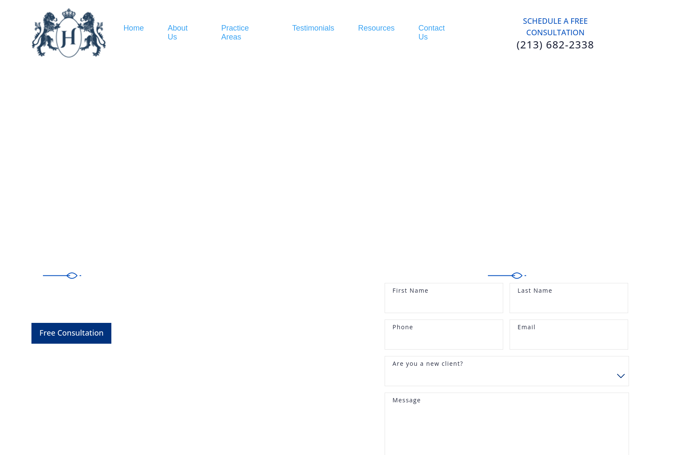 H
Home
About
Us
Practice
Areas
Testimonials
Resources
Contact
Us
SCHEDULE A FREE
CONSULTATION
(213) 682-2338
First Name
Last Name
Phone
Email
Free Consultation
Are you a new client?
Message